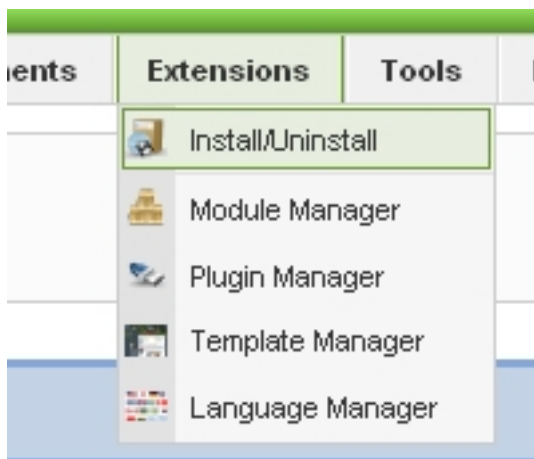 Extensions Tools
Install/Uninstall
Module Manager
Plugin Manager
Template Manager
Language Manager